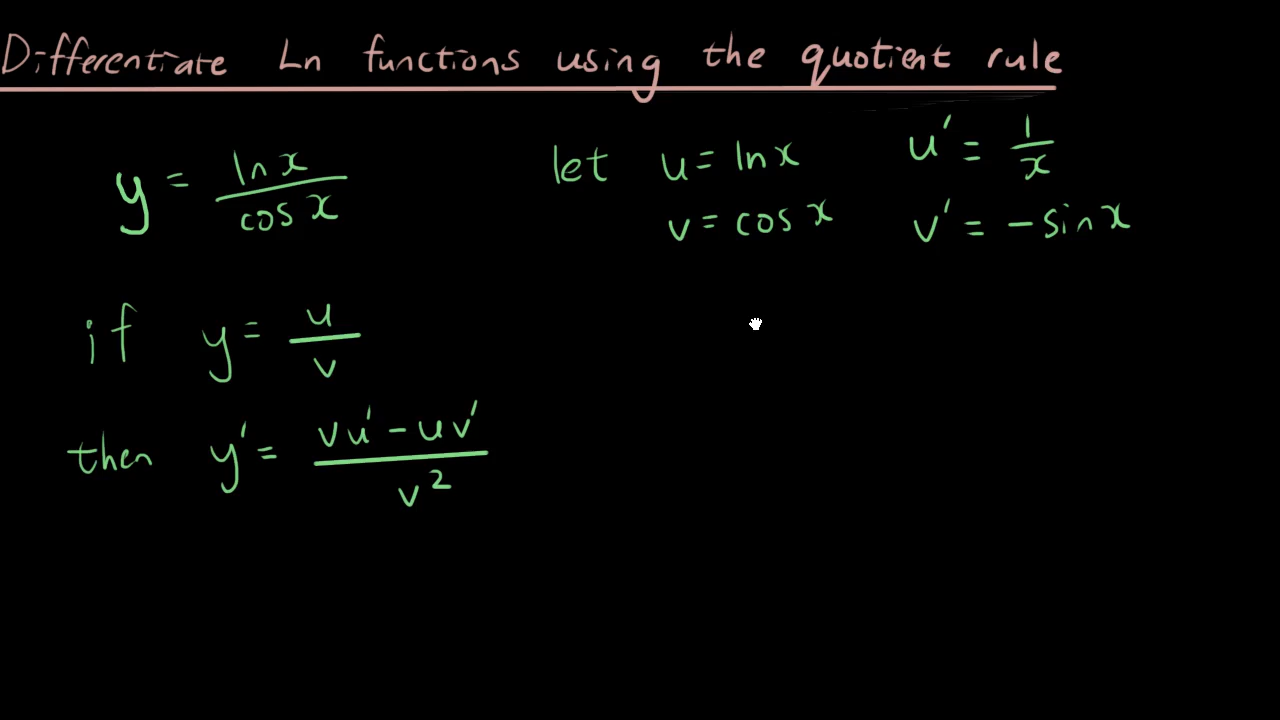 Differentiate Ln functions using the quotient rule
y = ln x / cos x
let u = ln x u' = 1/x
v = cos x v' = - sin x
if y = u/v
then y' = vu' - uv' / v²